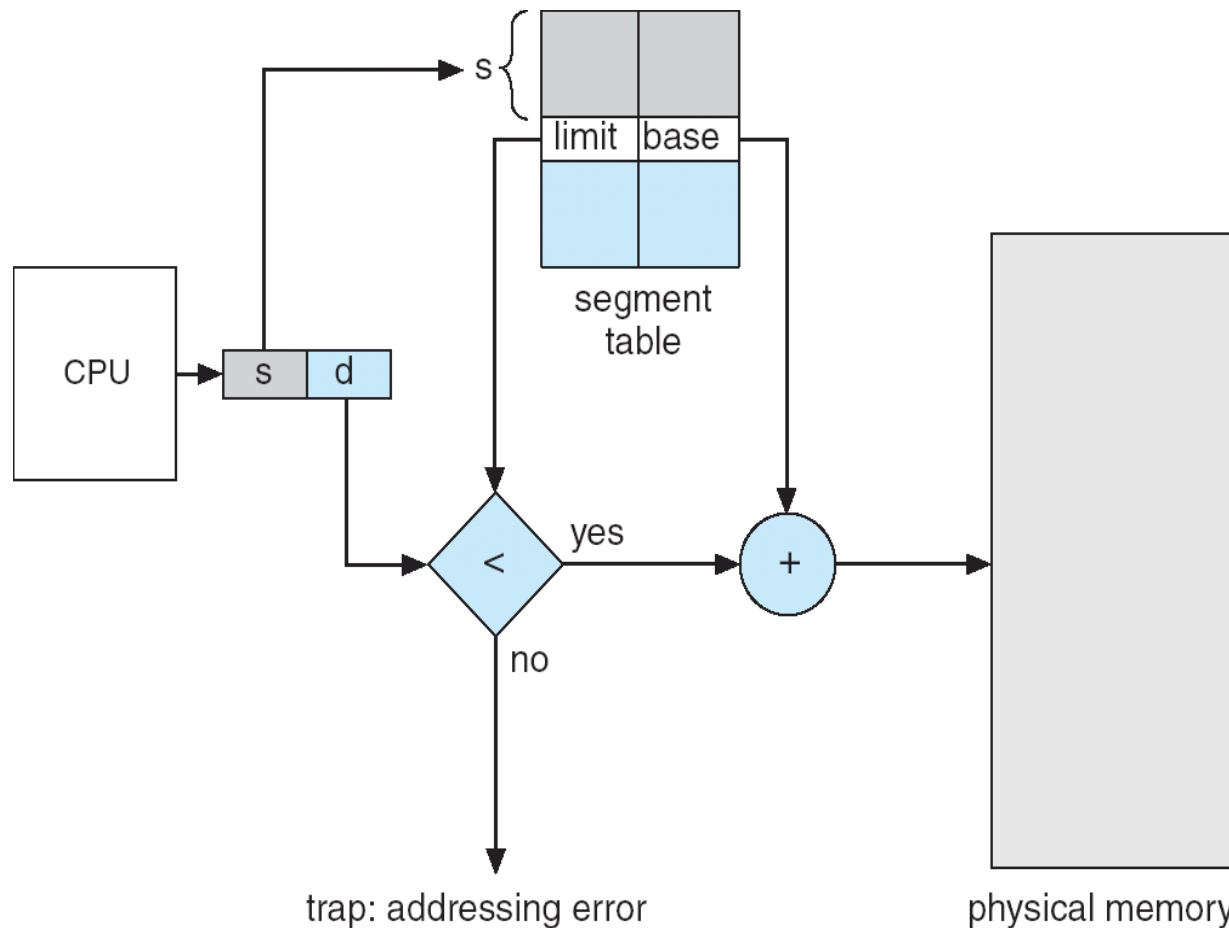 s
limit base
segment
table
CPU
s d
<
yes
+
no
trap: addressing error
physical memory